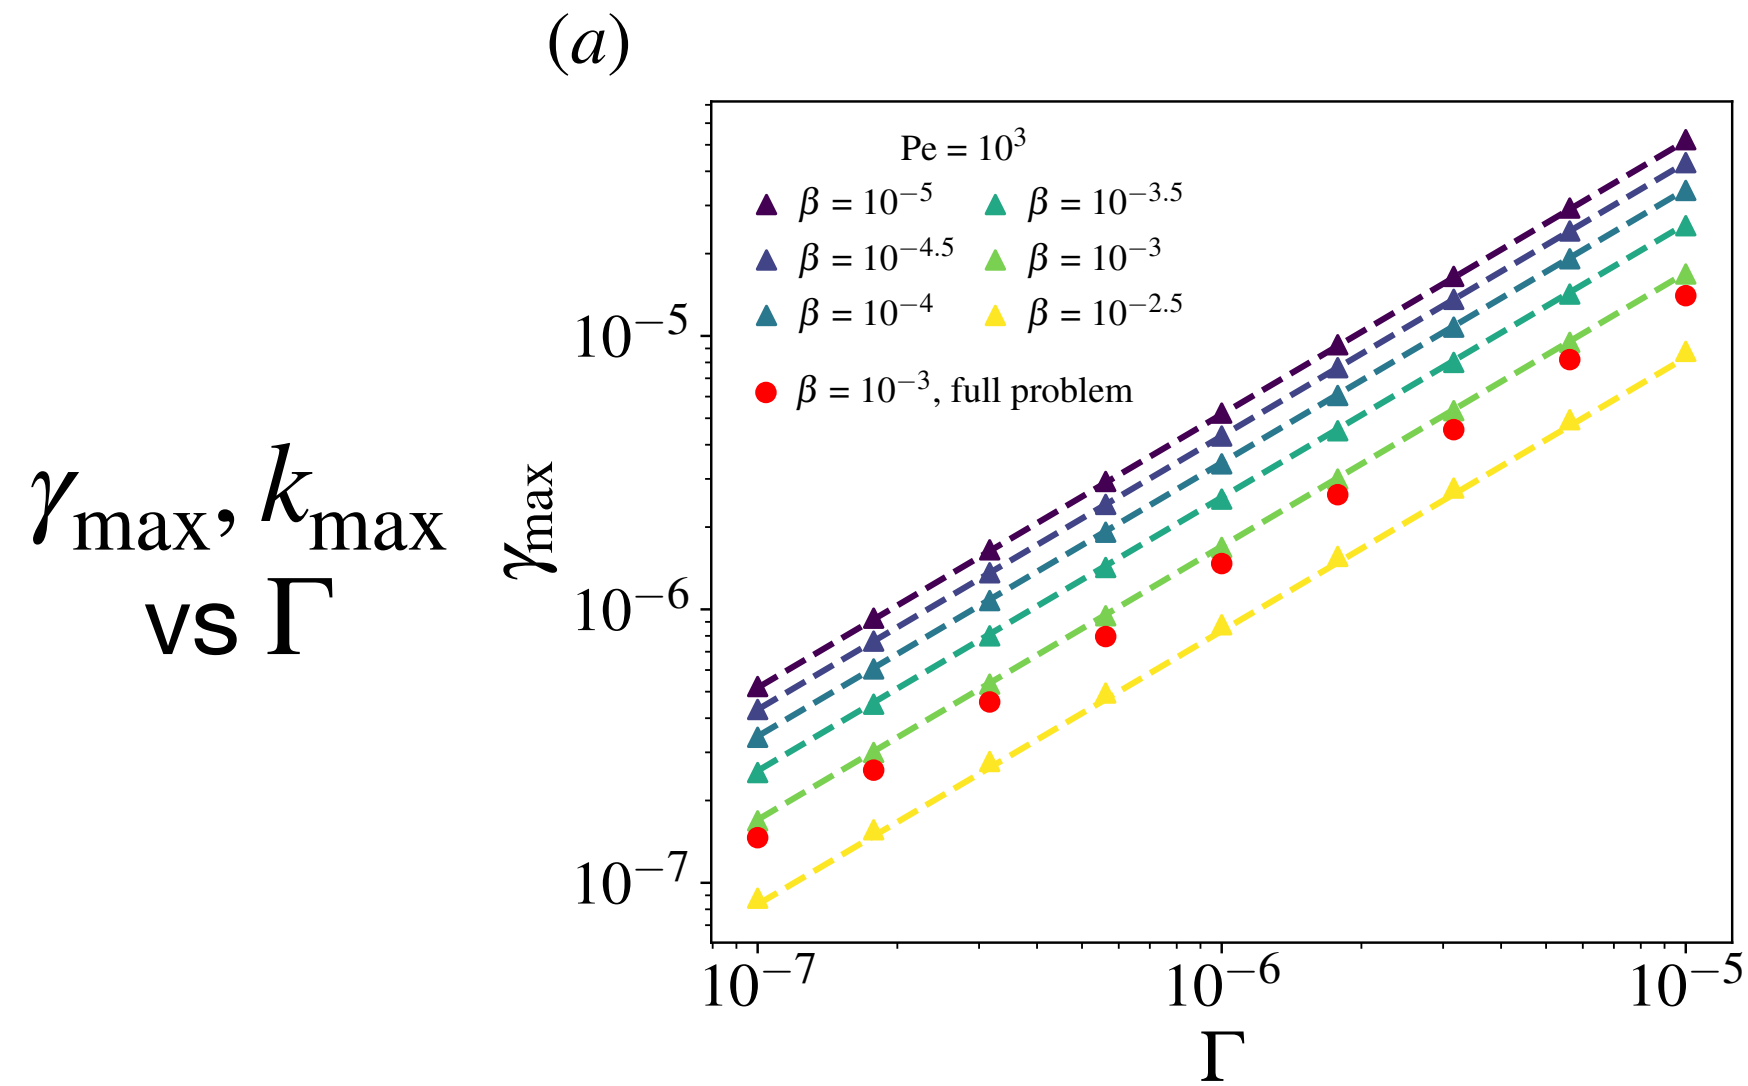 (a)
γmax, kmax
vs Γ
γmax
Pe = 10³
β = 10⁻⁵
β = 10⁻⁴·⁵
β = 10⁻⁴
β = 10⁻³·⁵
β = 10⁻³
β = 10⁻²·⁵
β = 10⁻³, full problem
10⁻⁵
10⁻⁶
10⁻⁷
10⁻⁷
10⁻⁶
10⁻⁵
Γ